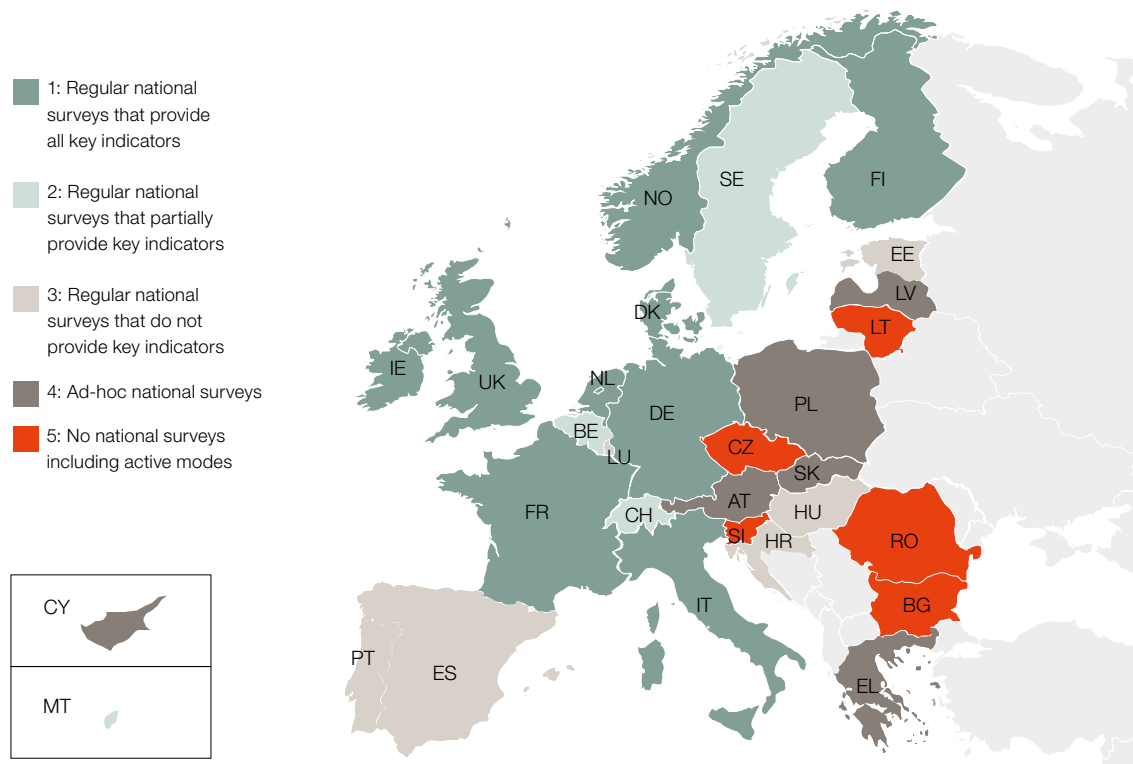 1: Regular national
surveys that provide
all key indicators
2: Regular national
surveys that partially
provide key indicators
3: Regular national
surveys that do not
provide key indicators
4: Ad-hoc national surveys
5: No national surveys
including active modes
NO
SE
FI
EE
LV
LT
DK
IE
UK
NL
DE
PL
BE
LU
CZ
SK
FR
CH
AT
HU
SI
HR
RO
IT
BG
PT
ES
EL
CY
MT